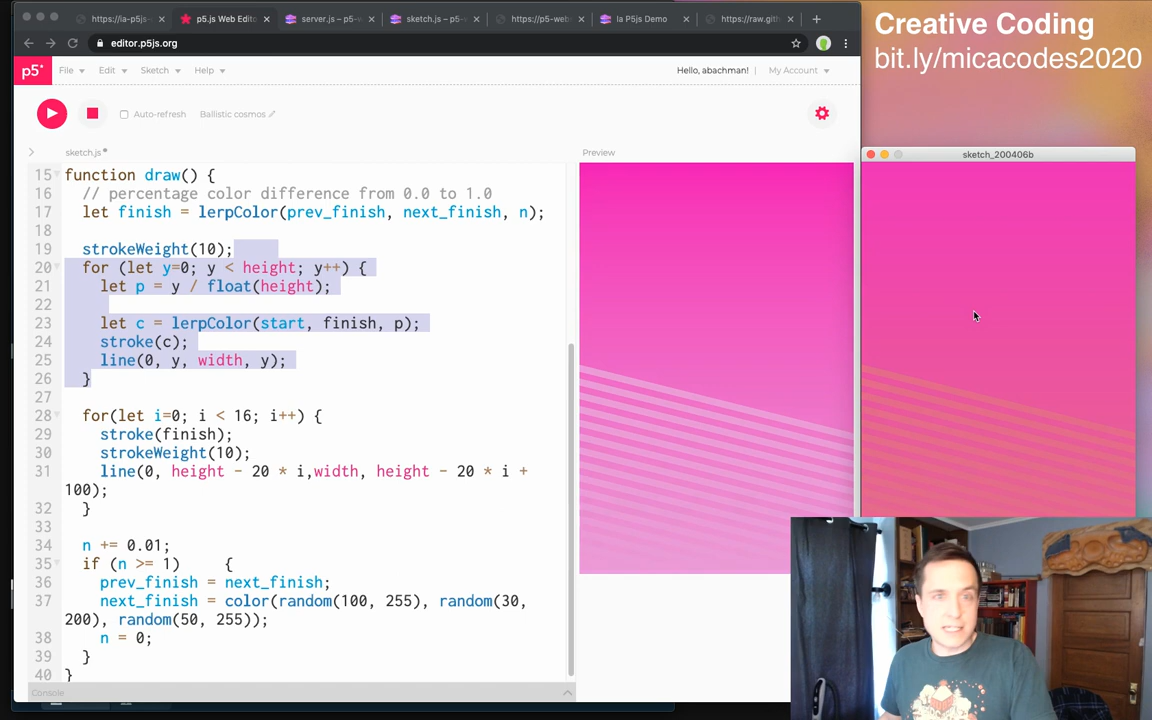 https://ia-p5js-
p5.js Web Edit
server.js – p5-v
sketch.js – p5-
https://p5-web
Ia P5js Demo
https://raw.gith
editor.p5js.org
p5*
File
Edit
Sketch
Help
Hello, abachman!
My Account
Auto-refresh
Ballistic cosmos
sketch.js
Preview
15 function draw() {
16 // percentage color difference from 0.0 to 1.0
17 let finish = lerpColor(prev_finish, next_finish, n);
18
19 strokeWeight(10);
20 for (let y=0; y < height; y++) {
21 let p = y / float(height);
22
23 let c = lerpColor(start, finish, p);
24 stroke(c);
25 line(0, y, width, y);
26 }
27
28 for(let i=0; i < 16; i++) {
29 stroke(finish);
30 strokeWeight(10);
31 line(0, height - 20 * i,width, height - 20 * i +
100);
32 }
33
34 n += 0.01;
35 if (n >= 1) {
36 prev_finish = next_finish;
37 next_finish = color(random(100, 255), random(30,
200), random(50, 255));
38 n = 0;
39 }
40 }
Console
Creative Coding
bit.ly/micacodes2020
sketch_200406b